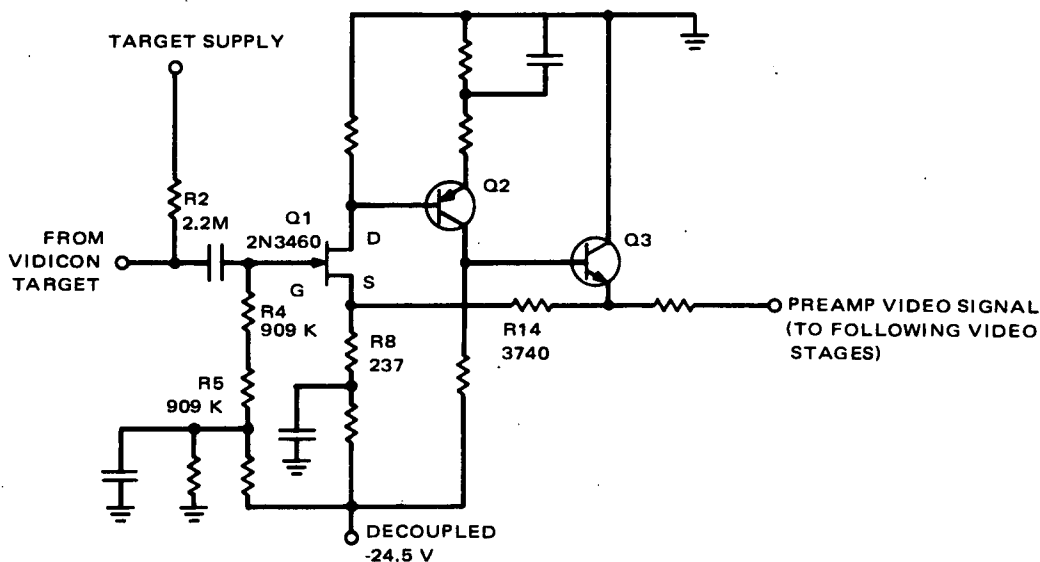 TARGET SUPPLY
R2
2.2M
FROM
VIDICON
TARGET
Q1
2N3460
D
G
S
Q2
Q3
R4
909 K
R5
909 K
R8
237
R14
3740
PREAMP VIDEO SIGNAL
(TO FOLLOWING VIDEO
STAGES)
DECOUPLED
-24.5 V